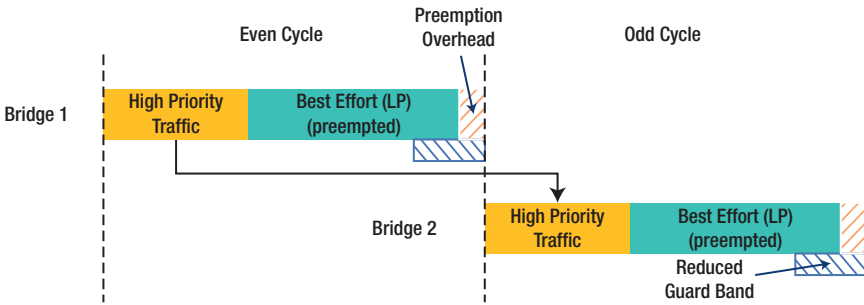 Even Cycle
Preemption
Overhead
Odd Cycle
Bridge 1
High Priority
Traffic
Best Effort (LP)
(preempted)
Bridge 2
High Priority
Traffic
Best Effort (LP)
(preempted)
Reduced
Guard Band